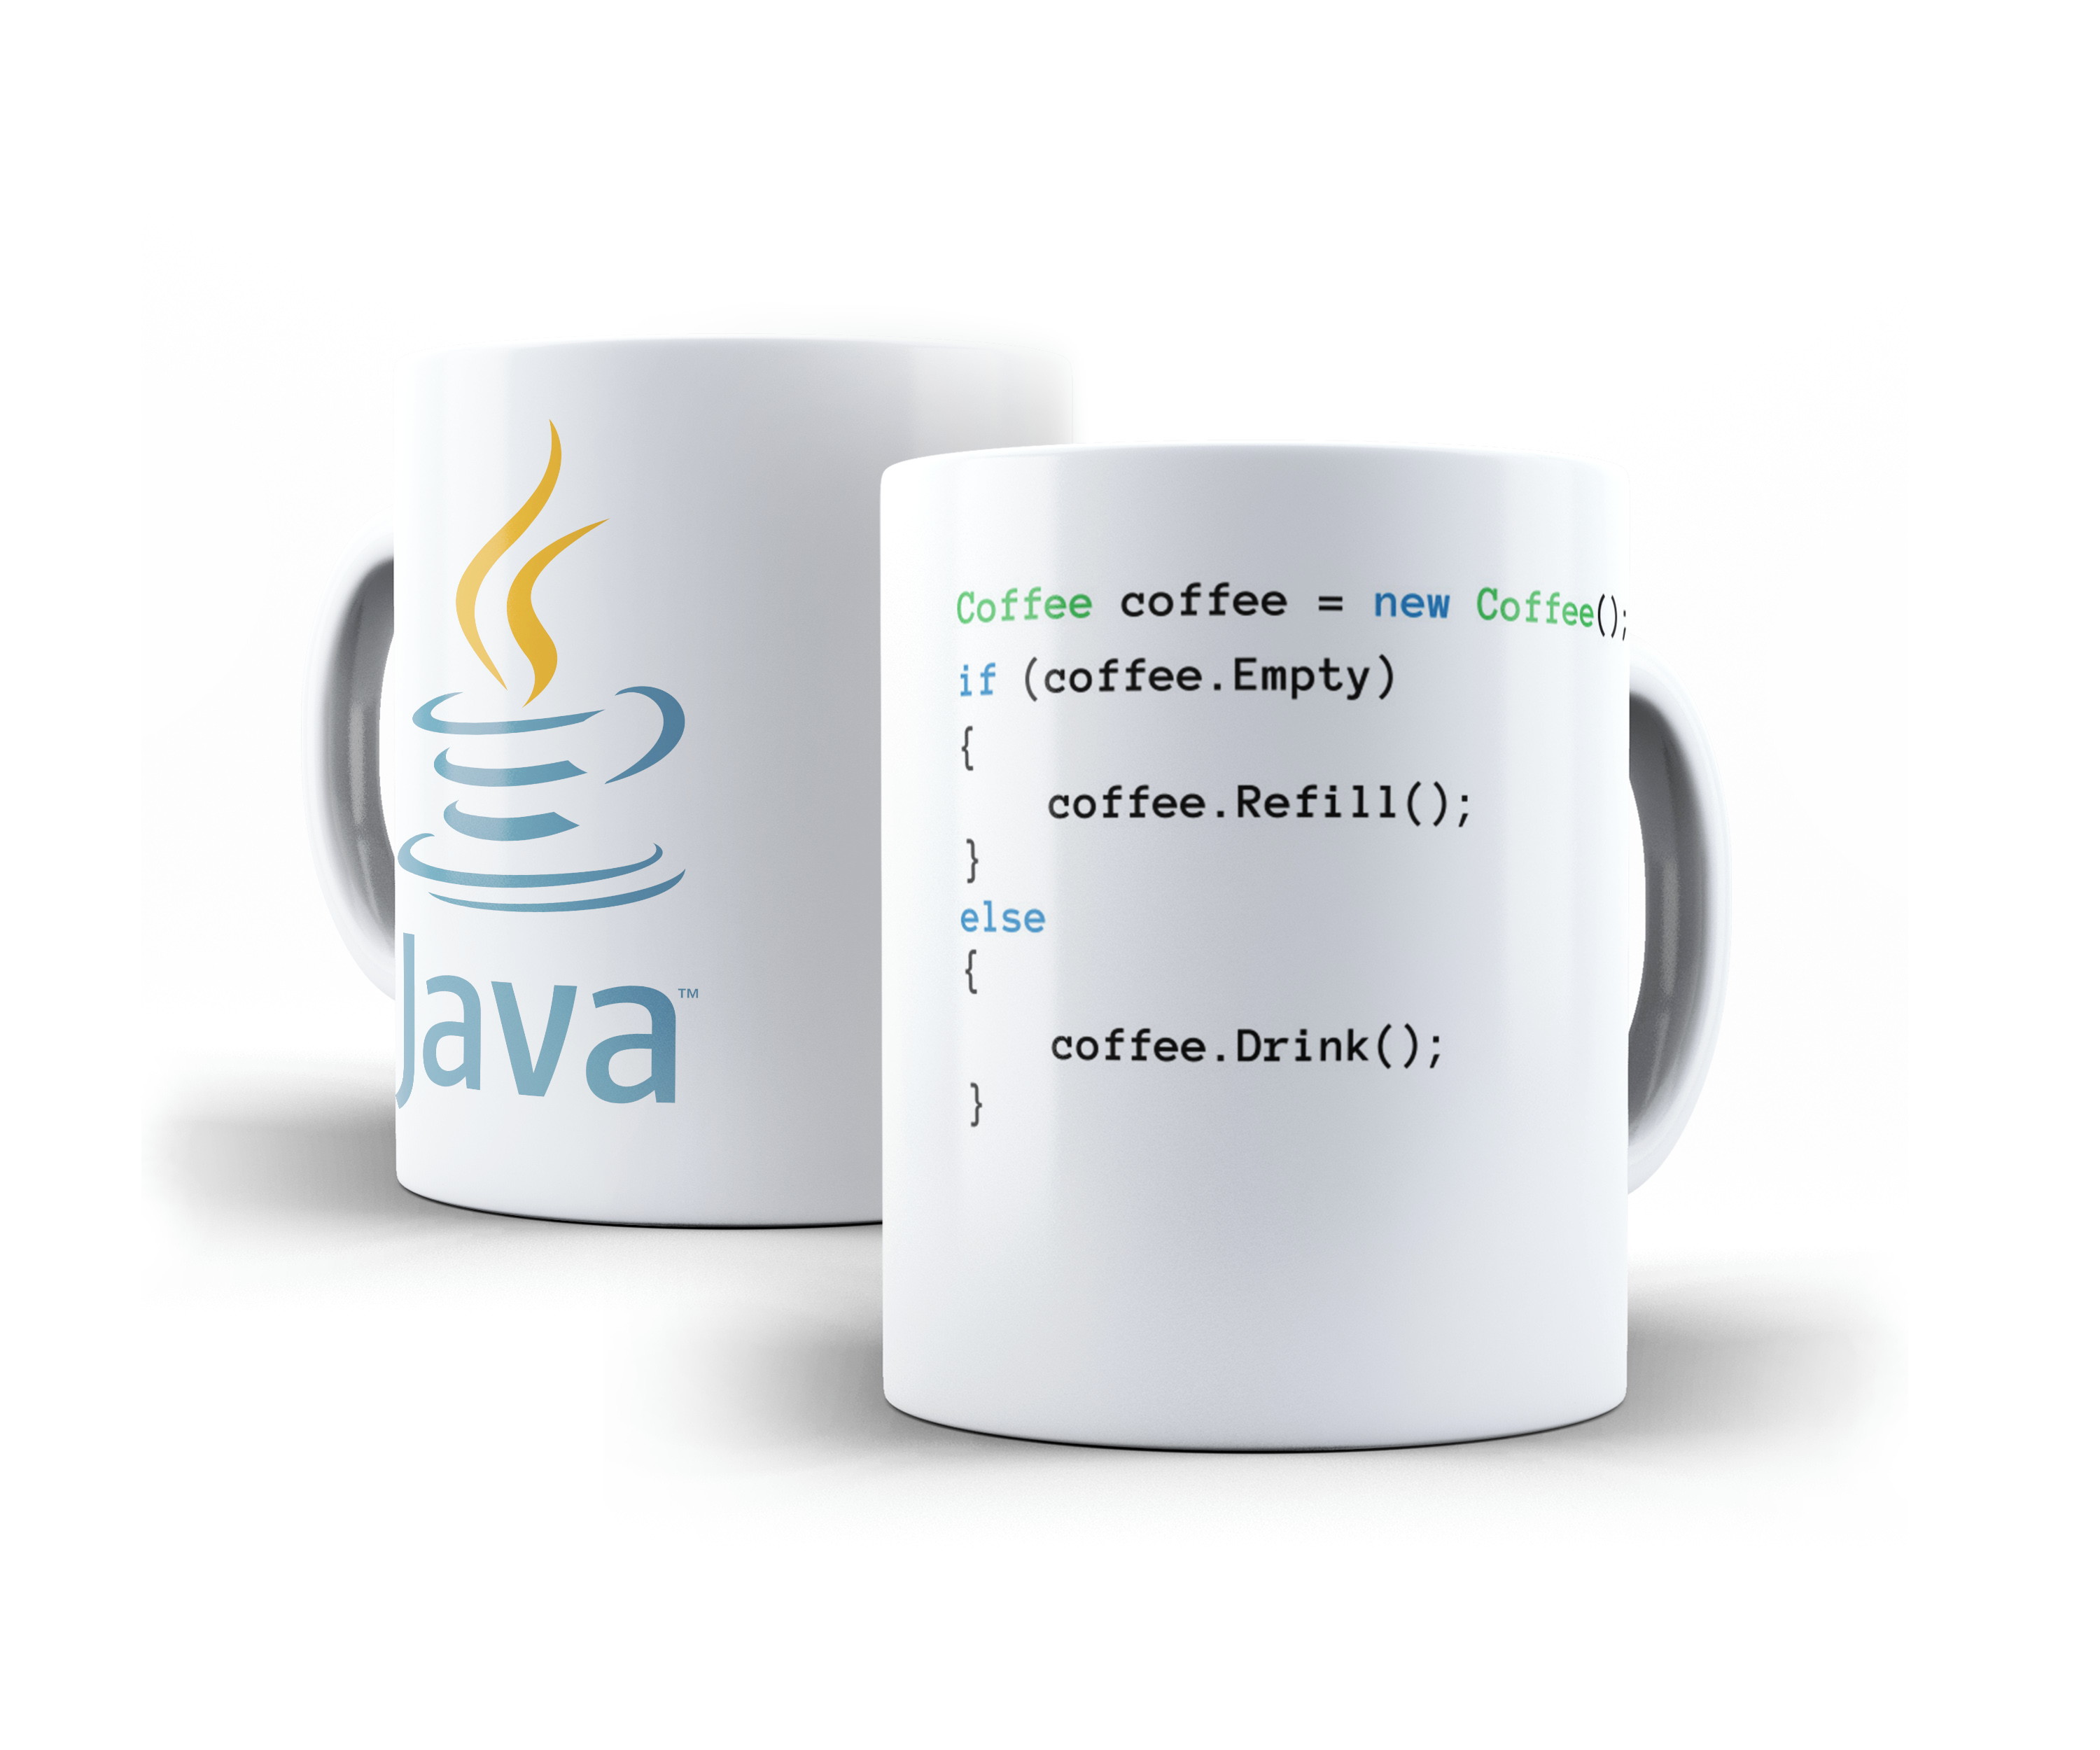 Java™
Coffee coffee = new Coffee();
if (coffee.Empty)
{
    coffee.Refill();
}
else
{
    coffee.Drink();
}